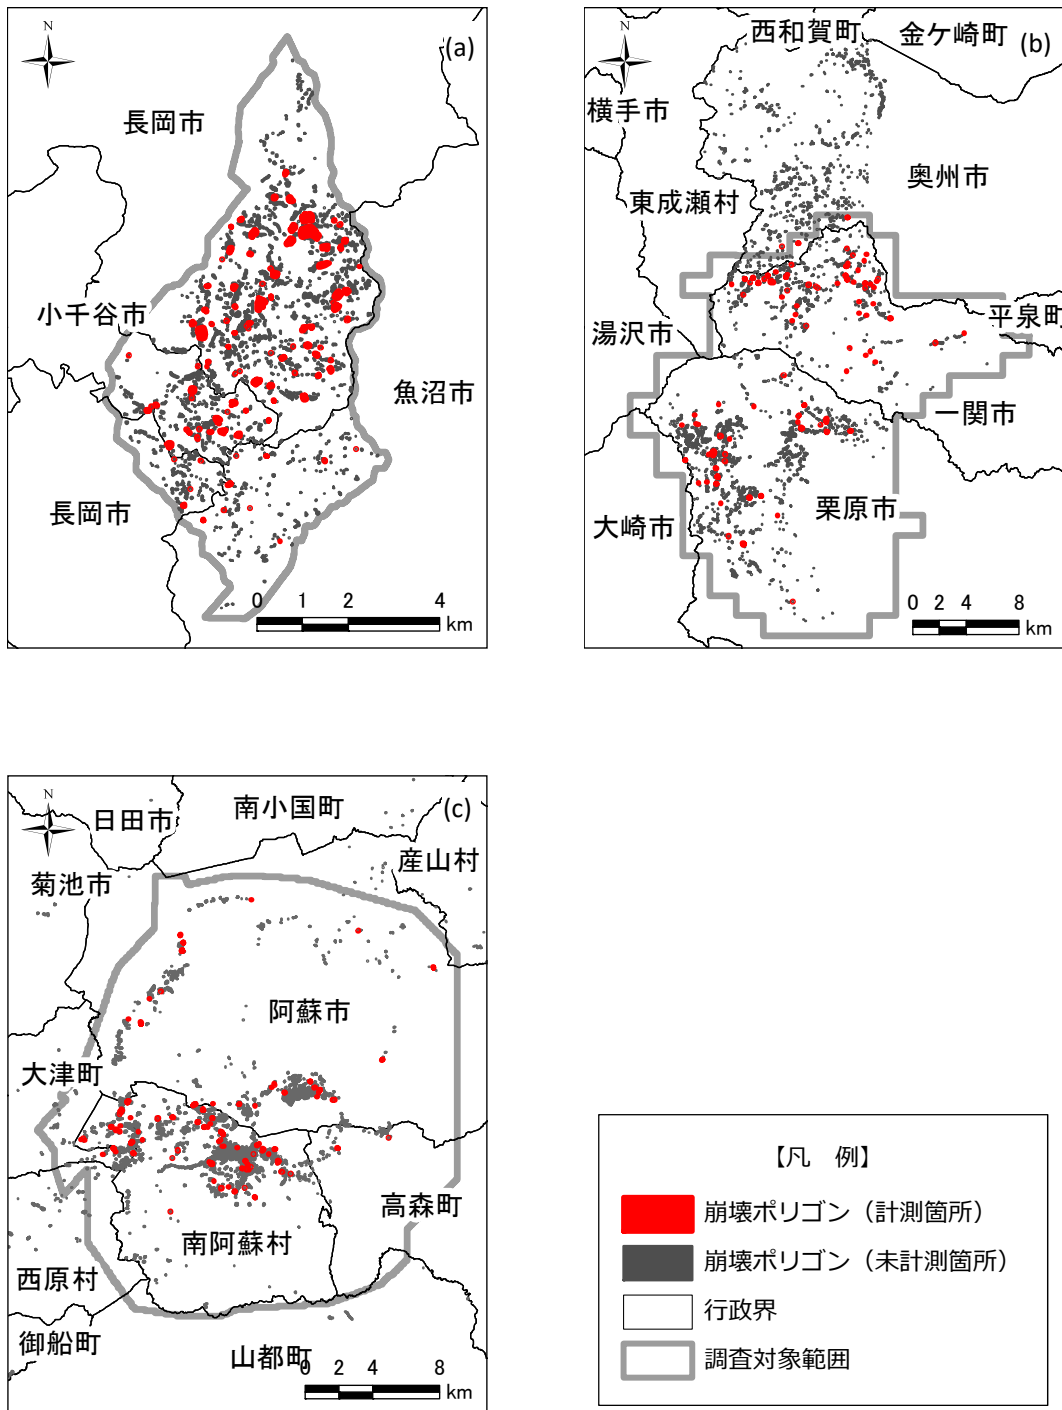 N
(a)
長岡市
小千谷市
魚沼市
長岡市
0 1 2 4
km
N
西和賀町
金ケ崎町
(b)
横手市
奥州市
東成瀬村
湯沢市
平泉町
一関市
栗原市
大崎市
0 2 4 8
km
N
(c)
日田市
南小国町
産山村
菊池市
阿蘇市
大津町
高森町
南阿蘇村
西原村
御船町
山都町
0 2 4 8
km
【凡 例】
崩壊ポリゴン（計測箇所）
崩壊ポリゴン（未計測箇所）
行政界
調査対象範囲